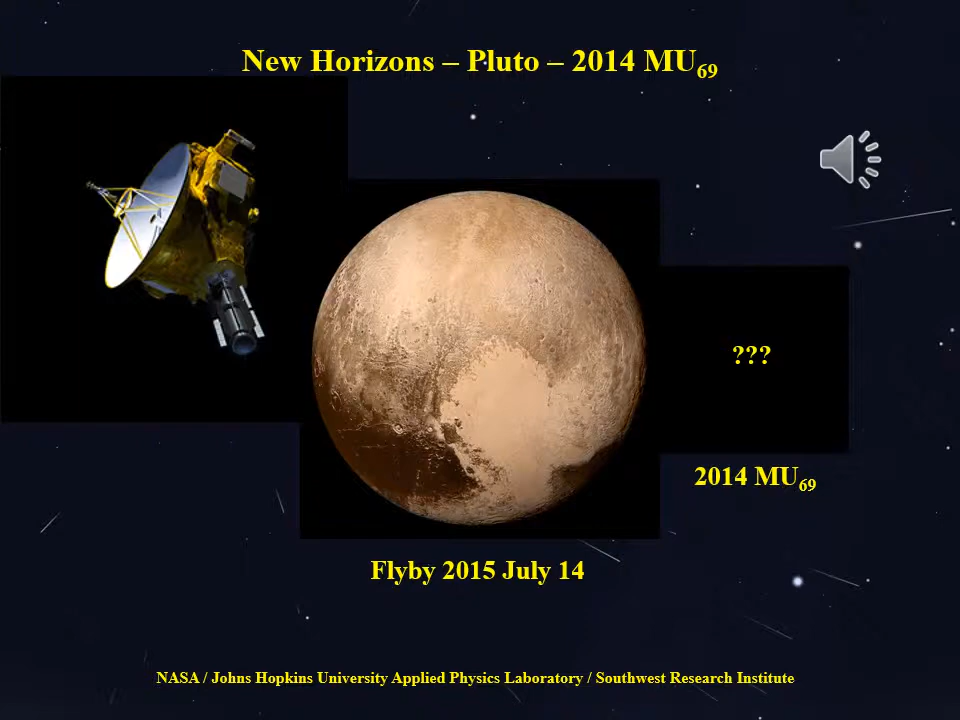 New Horizons – Pluto – 2014 MU₆₉
???
2014 MU₆₉
Flyby 2015 July 14
NASA / Johns Hopkins University Applied Physics Laboratory / Southwest Research Institute